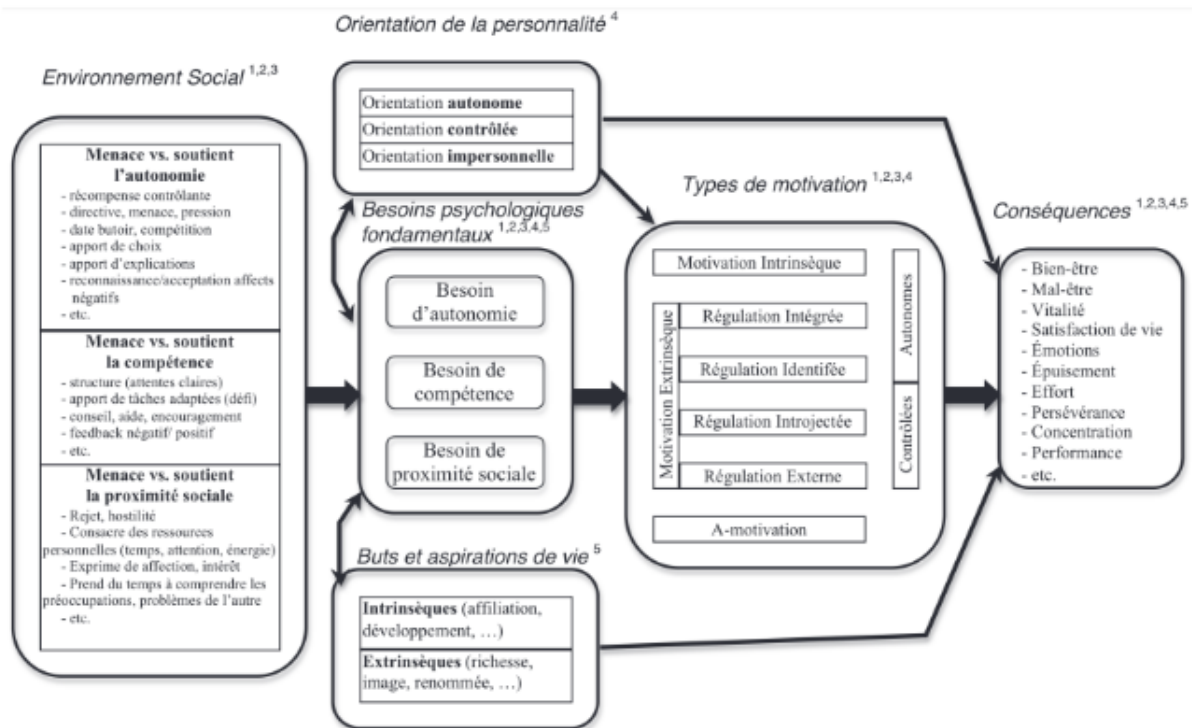 Orientation de la personnalité 4
Environnement Social 1,2,3
Orientation autonome
Orientation contrôlée
Orientation impersonnelle
Menace vs. soutient
l'autonomie
- récompense contrôlante
- directive, menace, pression
- date butoir, compétition
- apport de choix
- apport d'explications
- reconnaissance/acceptation affects
négatifs
- etc.
Menace vs. soutient
la compétence
- structure (attentes claires)
- apport de tâches adaptées (défi)
- conseil, aide, encouragement
- feedback négatif/ positif
- etc.
Menace vs. soutient
la proximité sociale
- Rejet, hostilité
- Consacre des ressources
personnelles (temps, attention, énergie)
- Exprime de affection, intérêt
- Prend du temps à comprendre les
préoccupations, problèmes de l'autre
- etc.
Besoins psychologiques
fondamentaux 1,2,3,4,5
Besoin
d'autonomie
Besoin de
compétence
Besoin de
proximité sociale
Buts et aspirations de vie 5
Intrinsèques (affiliation,
développement, …)
Extrinsèques (richesse,
image, renommée, …)
Types de motivation 1,2,3,4
Motivation Intrinsèque
Motivation Extrinsèque
Régulation Intégrée
Régulation Identifée
Régulation Introjectée
Régulation Externe
A-motivation
Autonomes
Contrôlées
Conséquences 1,2,3,4,5
- Bien-être
- Mal-être
- Vitalité
- Satisfaction de vie
- Émotions
- Épuisement
- Effort
- Persévérance
- Concentration
- Performance
- etc.